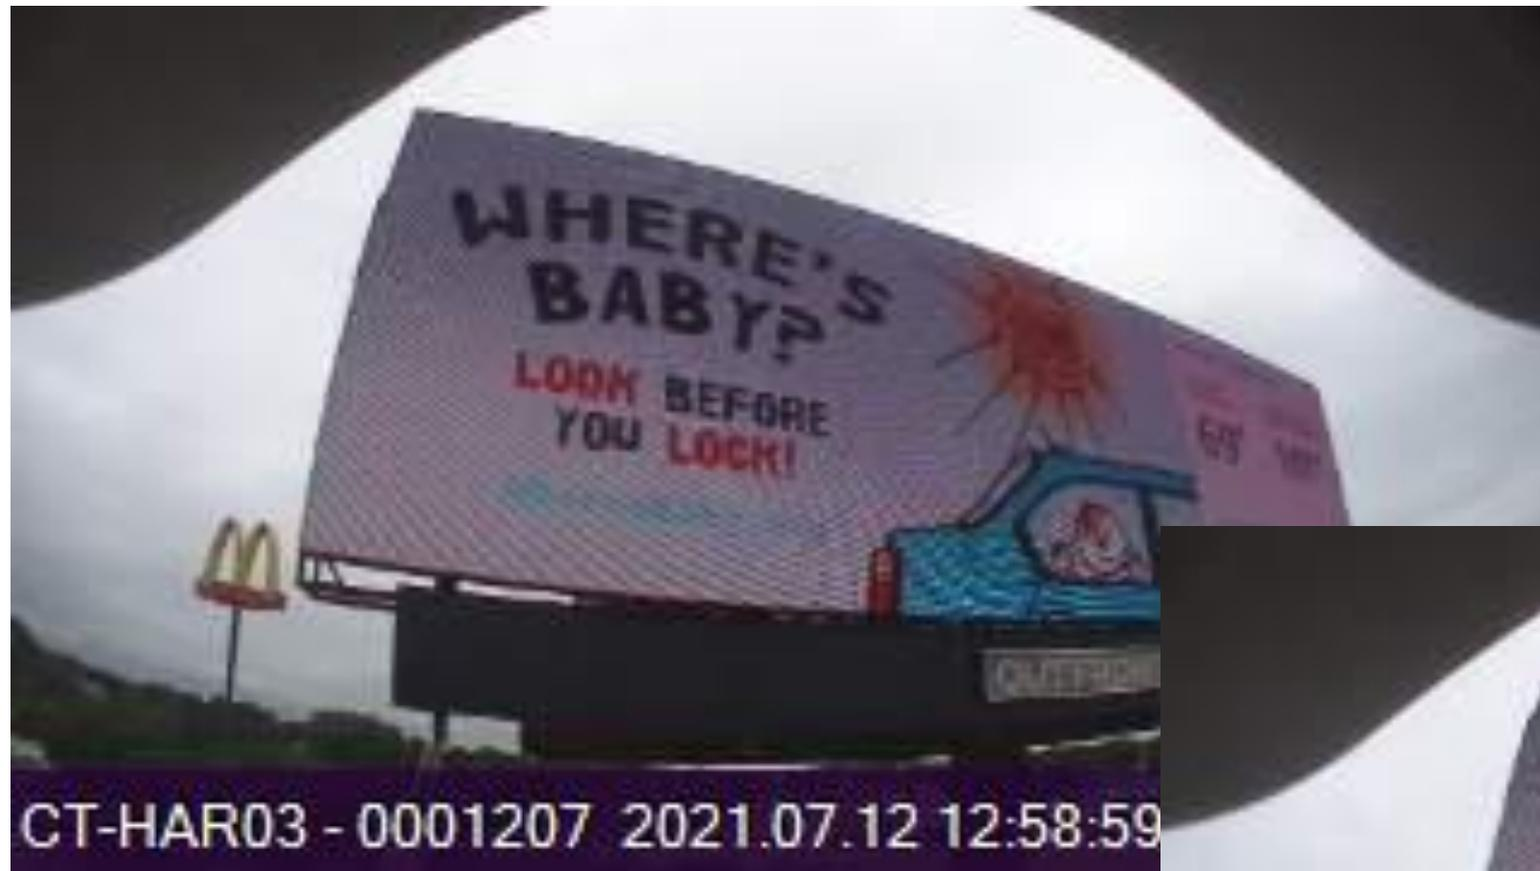 WHERE'S
BABY?
LOOK BEFORE
YOU LOCK!
CT-HAR03 - 0001207 2021.07.12 12:58:59